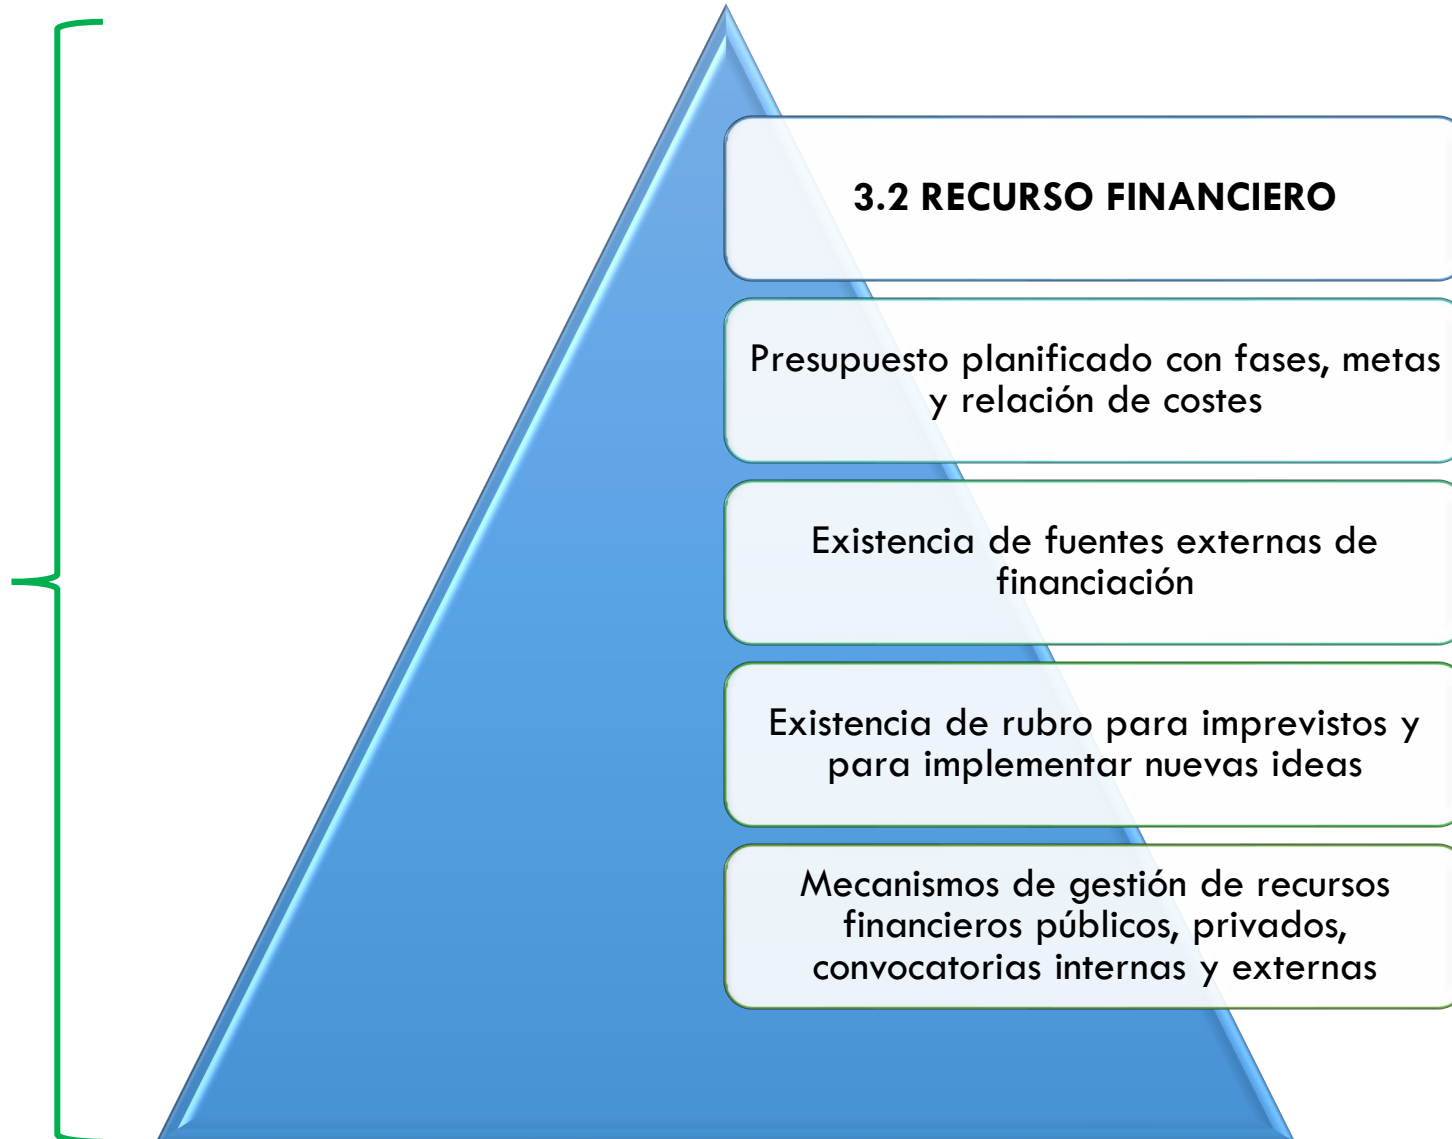 3.2 RECURSO FINANCIERO
Presupuesto planificado con fases, metas
y relación de costes
Existencia de fuentes externas de
financiación
Existencia de rubro para imprevistos y
para implementar nuevas ideas
Mecanismos de gestión de recursos
financieros públicos, privados,
convocatorias internas y externas